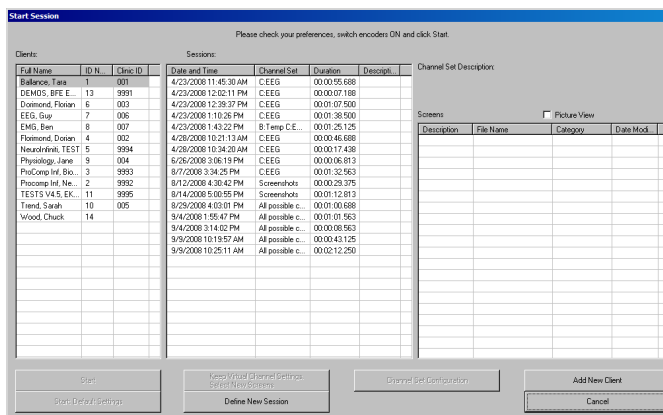 Start Session
Please check your preferences, switch encoders ON and click Start.
Clients:
Sessions:
Channel Set Description:
Full Name ID N... Clinic ID
Ballance, Tara 1 001
DEMOS, BFE E... 13 9991
Dorimond, Florian 6 003
EEG, Guy 7 006
EMG, Ben 8 007
Florimond, Dorian 4 002
NeuroInfiniti, TEST 5 9994
Physiology, Jane 9 004
ProComp Inf, Bio... 3 9993
Procomp Inf, Ne... 2 9992
TESTS V4.5, EK... 11 9995
Trend, Sarah 10 005
Wood, Chuck 14
Date and Time Channel Set Duration Descripti...
4/23/2008 11:45:30 AM C:EEG 00:00:55.688
4/23/2008 12:02:11 PM C:EEG 00:00:07.188
4/23/2008 12:39:37 PM C:EEG 00:01:07.500
4/23/2008 1:10:26 PM C:EEG 00:01:38.500
4/23/2008 1:43:22 PM B:Temp C:E... 00:01:25.125
4/28/2008 10:21:13 AM C:EEG 00:00:46.688
4/28/2008 10:34:20 AM C:EEG 00:00:17.438
6/26/2008 3:06:19 PM C:EEG 00:00:06.813
8/7/2008 3:34:25 PM C:EEG 00:01:32.563
8/12/2008 4:30:42 PM Screenshots 00:00:29.375
8/14/2008 5:00:55 PM Screenshots 00:01:12.813
8/29/2008 4:03:01 PM All possible c... 00:01:00.688
9/4/2008 1:55:47 PM All possible c... 00:01:01.563
9/4/2008 3:14:02 PM All possible c... 00:00:08.563
9/9/2008 10:19:57 AM All possible c... 00:00:43.125
9/9/2008 10:25:11 AM All possible c... 00:02:12.250
Screens
Picture View
Description File Name Category Date Modi...
Start
Keep Virtual Channel Settings
Select New Screens
Channel Set Configuration
Add New Client
Start: Default Settings
Define New Session
Cancel